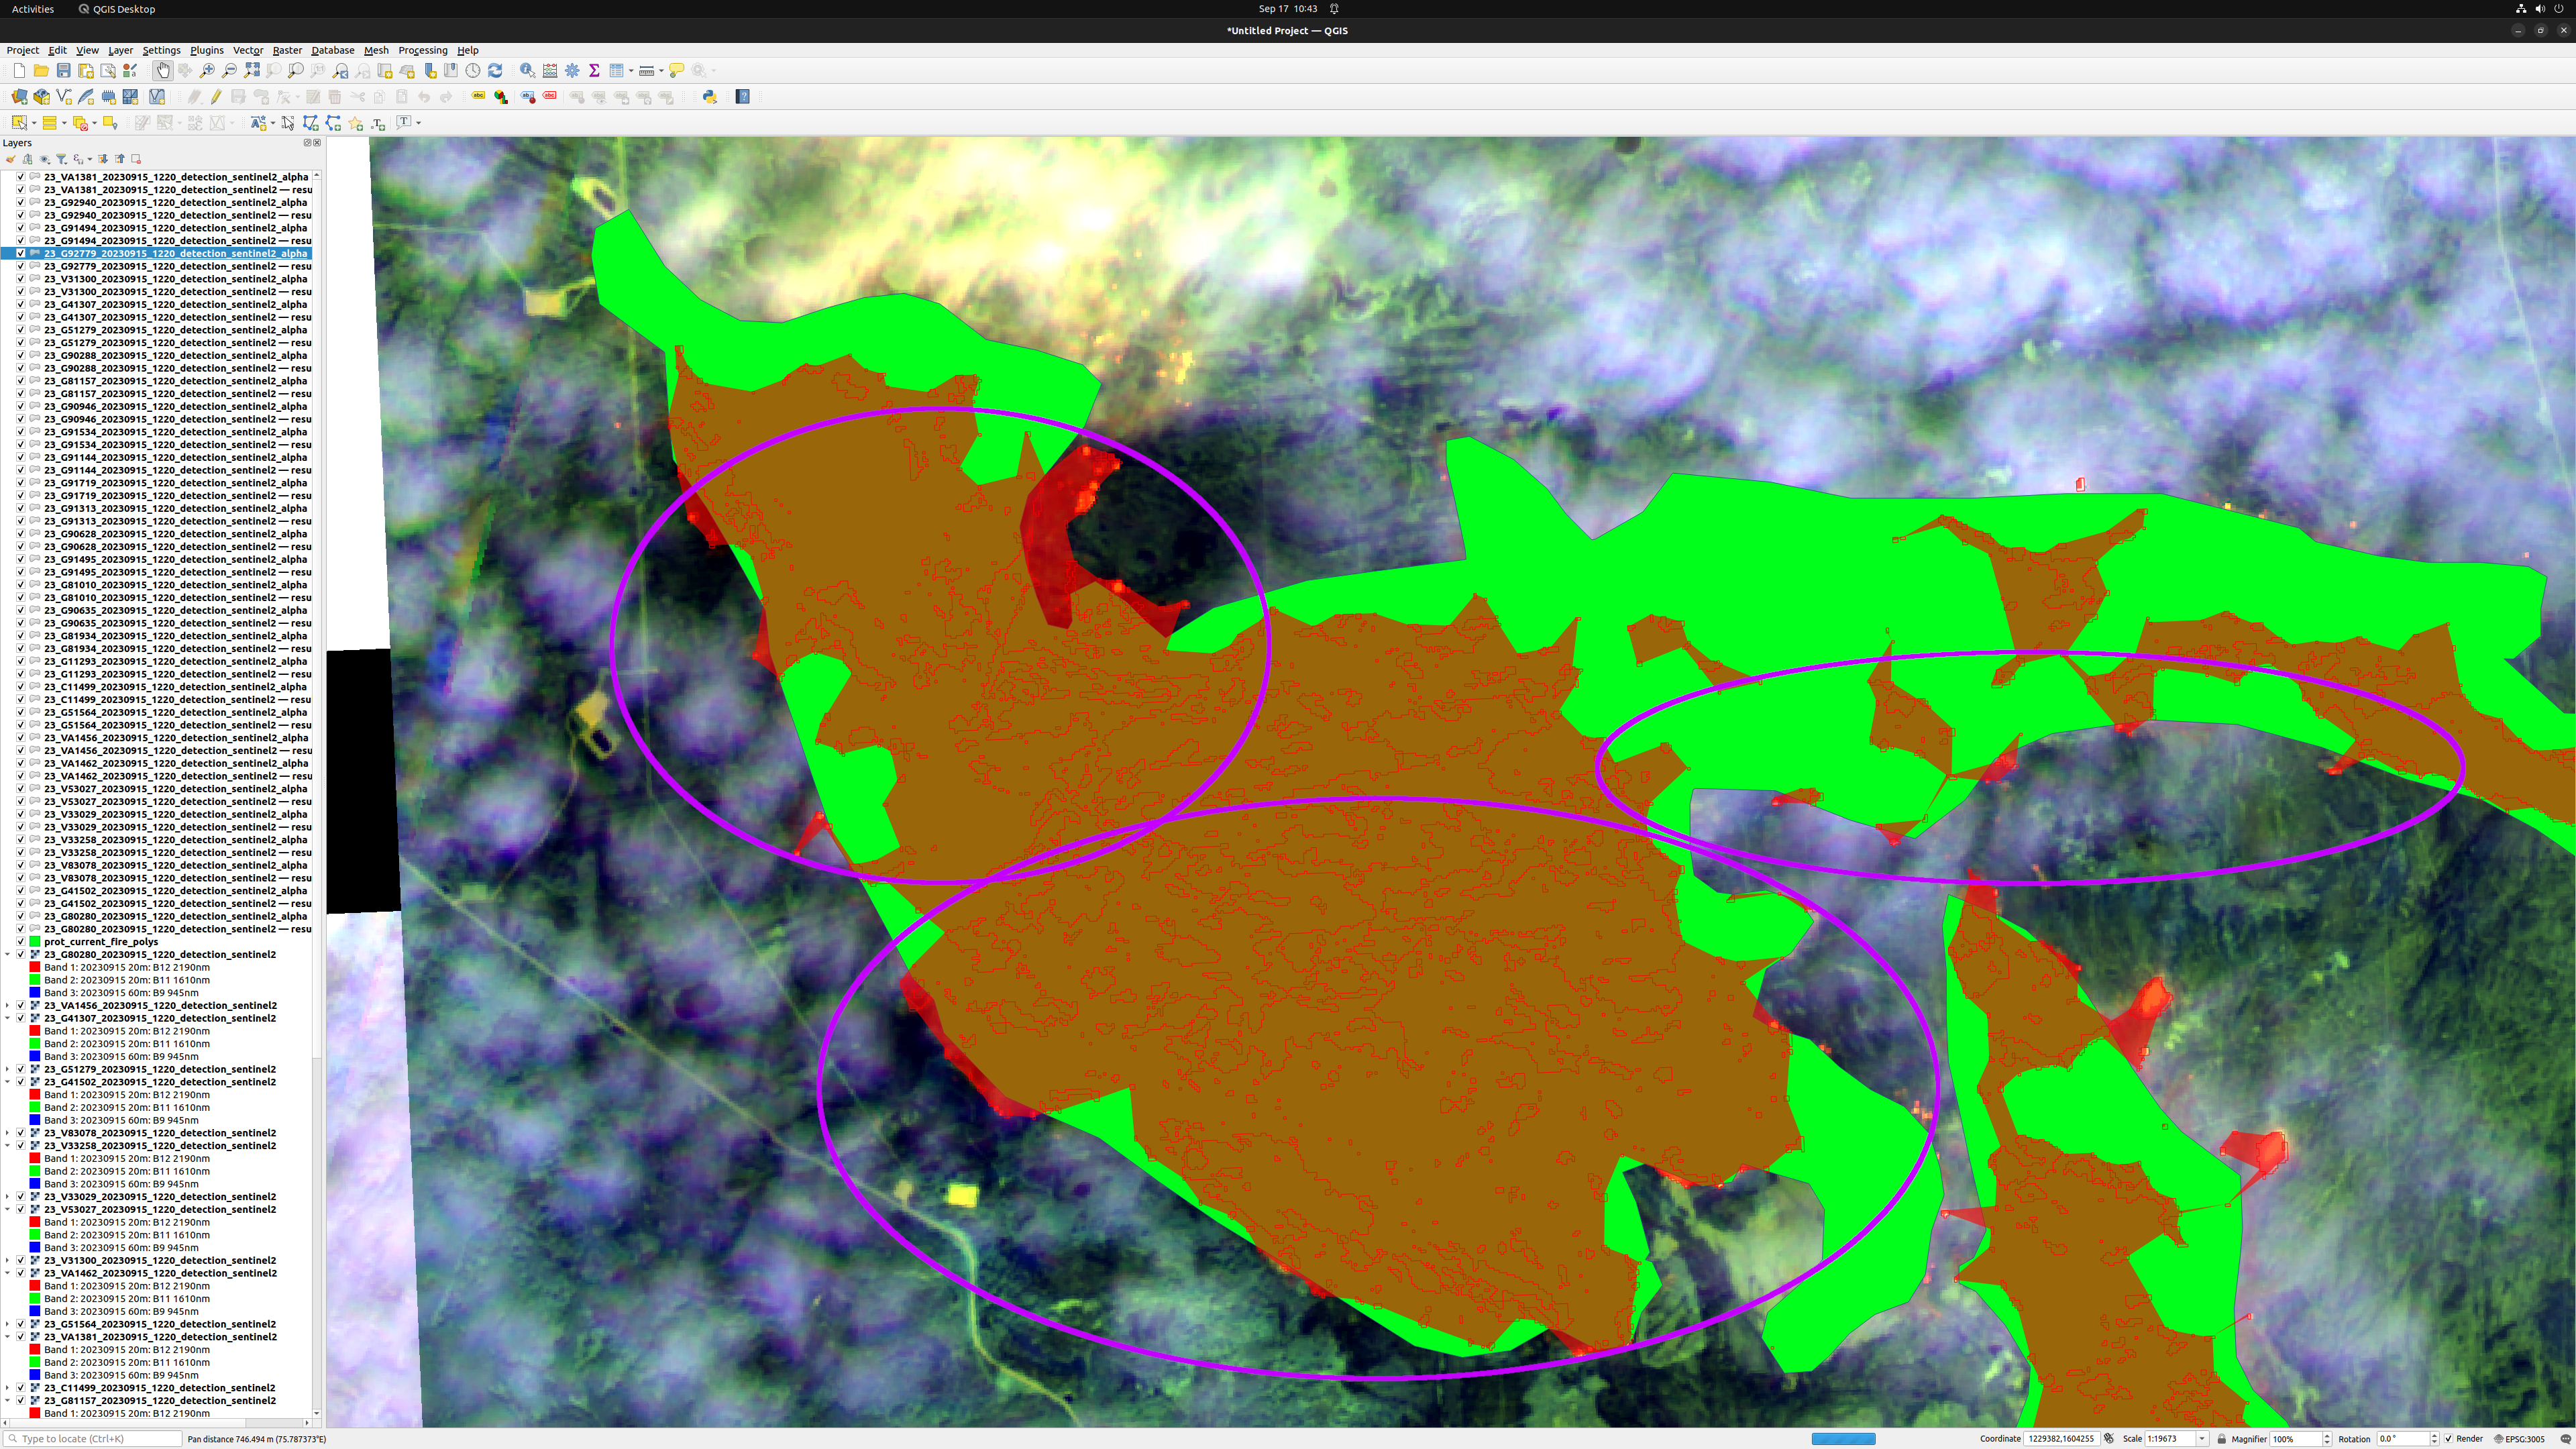 Activities QGIS Desktop Sep 17 10:43
*Untitled Project — QGIS
Project Edit View Layer Settings Plugins Vector Raster Database Mesh Processing Help
Layers
23_VA1381_20230915_1220_detection_sentinel2_alpha
23_VA1381_20230915_1220_detection_sentinel2 — resu
23_G92940_20230915_1220_detection_sentinel2_alpha
23_G92940_20230915_1220_detection_sentinel2 — resu
23_G91494_20230915_1220_detection_sentinel2_alpha
23_G91494_20230915_1220_detection_sentinel2 — resu
23_G92779_20230915_1220_detection_sentinel2_alpha
23_G92779_20230915_1220_detection_sentinel2 — resu
23_V31300_20230915_1220_detection_sentinel2_alpha
23_V31300_20230915_1220_detection_sentinel2 — resu
23_G41307_20230915_1220_detection_sentinel2_alpha
23_G41307_20230915_1220_detection_sentinel2 — resu
23_G51279_20230915_1220_detection_sentinel2_alpha
23_G51279_20230915_1220_detection_sentinel2 — resu
23_G90288_20230915_1220_detection_sentinel2_alpha
23_G90288_20230915_1220_detection_sentinel2 — resu
23_G81157_20230915_1220_detection_sentinel2_alpha
23_G81157_20230915_1220_detection_sentinel2 — resu
23_G90946_20230915_1220_detection_sentinel2_alpha
23_G90946_20230915_1220_detection_sentinel2 — resu
23_G91534_20230915_1220_detection_sentinel2_alpha
23_G91534_20230915_1220_detection_sentinel2 — resu
23_G91144_20230915_1220_detection_sentinel2_alpha
23_G91144_20230915_1220_detection_sentinel2 — resu
23_G91719_20230915_1220_detection_sentinel2_alpha
23_G91719_20230915_1220_detection_sentinel2 — resu
23_G91313_20230915_1220_detection_sentinel2_alpha
23_G91313_20230915_1220_detection_sentinel2 — resu
23_G90628_20230915_1220_detection_sentinel2_alpha
23_G90628_20230915_1220_detection_sentinel2 — resu
23_G91495_20230915_1220_detection_sentinel2_alpha
23_G91495_20230915_1220_detection_sentinel2 — resu
23_G81010_20230915_1220_detection_sentinel2_alpha
23_G81010_20230915_1220_detection_sentinel2 — resu
23_G90635_20230915_1220_detection_sentinel2_alpha
23_G90635_20230915_1220_detection_sentinel2 — resu
23_G81934_20230915_1220_detection_sentinel2_alpha
23_G81934_20230915_1220_detection_sentinel2 — resu
23_G11293_20230915_1220_detection_sentinel2_alpha
23_G11293_20230915_1220_detection_sentinel2 — resu
23_C11499_20230915_1220_detection_sentinel2_alpha
23_C11499_20230915_1220_detection_sentinel2 — resu
23_G51564_20230915_1220_detection_sentinel2_alpha
23_G51564_20230915_1220_detection_sentinel2 — resu
23_VA1456_20230915_1220_detection_sentinel2_alpha
23_VA1456_20230915_1220_detection_sentinel2 — resu
23_VA1462_20230915_1220_detection_sentinel2_alpha
23_VA1462_20230915_1220_detection_sentinel2 — resu
23_V53027_20230915_1220_detection_sentinel2_alpha
23_V53027_20230915_1220_detection_sentinel2 — resu
23_V33029_20230915_1220_detection_sentinel2_alpha
23_V33029_20230915_1220_detection_sentinel2 — resu
23_V33258_20230915_1220_detection_sentinel2_alpha
23_V33258_20230915_1220_detection_sentinel2 — resu
23_V83078_20230915_1220_detection_sentinel2_alpha
23_V83078_20230915_1220_detection_sentinel2 — resu
23_G41502_20230915_1220_detection_sentinel2_alpha
23_G41502_20230915_1220_detection_sentinel2 — resu
23_G80280_20230915_1220_detection_sentinel2_alpha
23_G80280_20230915_1220_detection_sentinel2 — resu
prot_current_fire_polys
23_G80280_20230915_1220_detection_sentinel2
Band 1: 20230915 20m: B12 2190nm
Band 2: 20230915 20m: B11 1610nm
Band 3: 20230915 60m: B9 945nm
23_VA1456_20230915_1220_detection_sentinel2
23_G41307_20230915_1220_detection_sentinel2
Band 1: 20230915 20m: B12 2190nm
Band 2: 20230915 20m: B11 1610nm
Band 3: 20230915 60m: B9 945nm
23_G51279_20230915_1220_detection_sentinel2
23_G41502_20230915_1220_detection_sentinel2
Band 1: 20230915 20m: B12 2190nm
Band 2: 20230915 20m: B11 1610nm
Band 3: 20230915 60m: B9 945nm
23_V83078_20230915_1220_detection_sentinel2
23_V33258_20230915_1220_detection_sentinel2
Band 1: 20230915 20m: B12 2190nm
Band 2: 20230915 20m: B11 1610nm
Band 3: 20230915 60m: B9 945nm
23_V33029_20230915_1220_detection_sentinel2
23_V53027_20230915_1220_detection_sentinel2
Band 1: 20230915 20m: B12 2190nm
Band 2: 20230915 20m: B11 1610nm
Band 3: 20230915 60m: B9 945nm
23_V31300_20230915_1220_detection_sentinel2
23_VA1462_20230915_1220_detection_sentinel2
Band 1: 20230915 20m: B12 2190nm
Band 2: 20230915 20m: B11 1610nm
Band 3: 20230915 60m: B9 945nm
23_G51564_20230915_1220_detection_sentinel2
23_VA1381_20230915_1220_detection_sentinel2
Band 1: 20230915 20m: B12 2190nm
Band 2: 20230915 20m: B11 1610nm
Band 3: 20230915 60m: B9 945nm
23_C11499_20230915_1220_detection_sentinel2
23_G81157_20230915_1220_detection_sentinel2
Band 1: 20230915 20m: B12 2190nm
Type to locate (Ctrl+K) Pan distance 746.494 m (75.787373°E) Coordinate 1229382,1604255 Scale 1:19673 Magnifier 100% Rotation 0.0 ° Render EPSG:3005